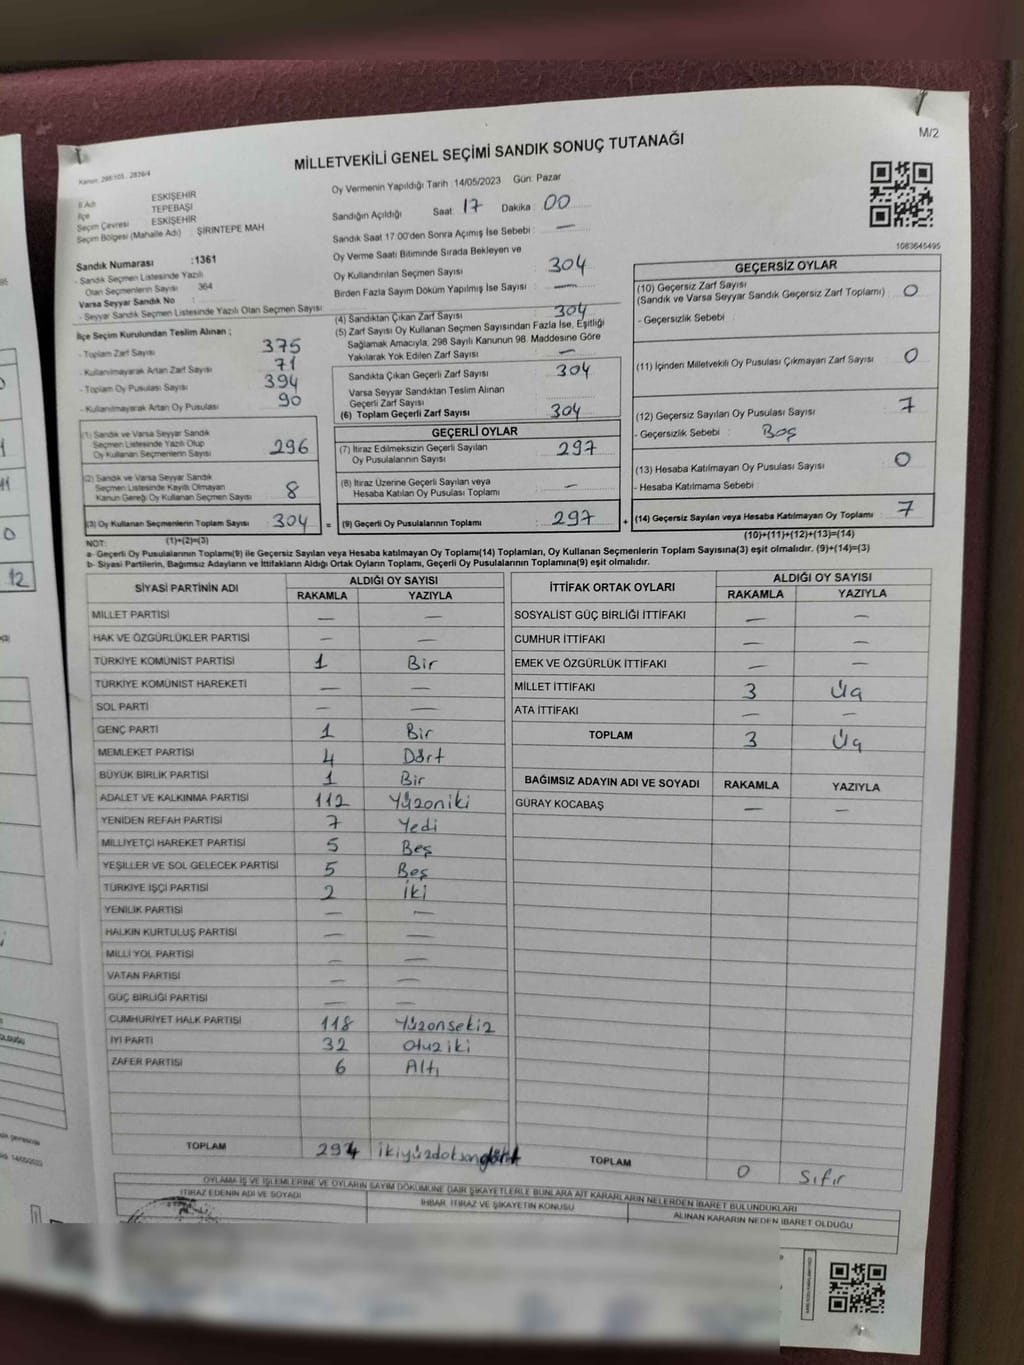 M/2
MİLLETVEKİLİ GENEL SEÇİMİ SANDIK SONUÇ TUTANAĞI
Kanun: 298/105 , 2839/4
İl Adı ESKİŞEHİR
İlçe TEPEBAŞI
Seçim Çevresi ESKİŞEHİR
Seçim Bölgesi (Mahalle Adı) : ŞİRİNTEPE MAH
Sandık Numarası :1361
- Sandık Seçmen Listesinde Yazılı
Olan Seçmenlerin Sayısı 364
Varsa Seyyar Sandık No :
- Seyyar Sandık Seçmen Listesinde Yazılı Olan Seçmen Sayısı
İlçe Seçim Kurulundan Teslim Alınan ;
- Toplam Zarf Sayısı 375
- Kullanılmayarak Artan Zarf Sayısı 71
- Toplam Oy Pusulası Sayısı 394
- Kullanılmayarak Artan Oy Pusulası 90
(1) Sandık ve Varsa Seyyar Sandık
Seçmen Listesinde Yazılı Olup
Oy Kullanan Seçmenlerin Sayısı 296
(2) Sandık ve Varsa Seyyar Sandık
Seçmen Listesinde Kayıtlı Olmayan
Kanun Gereği Oy Kullanan Seçmen Sayısı 8
(3) Oy Kullanan Seçmenlerin Toplam Sayısı : 304 =
(1)+(2)=(3)
Oy Vermenin Yapıldığı Tarih : 14/05/2023 Gün: Pazar
Sandığın Açıldığı Saat : 17 Dakika : 00
Sandık Saat 17:00'den Sonra Açımış İse Sebebi : —
Oy Verme Saati Bitiminde Sırada Bekleyen ve
Oy Kullandırılan Seçmen Sayısı 304
Birden Fazla Sayım Döküm Yapılmış İse Sayısı : —
(4) Sandıktan Çıkan Zarf Sayısı 304
(5) Zarf Sayısı Oy Kullanan Seçmen Sayısından Fazla İse, Eşitliği
Sağlamak Amacıyla, 298 Sayılı Kanunun 98. Maddesine Göre
Yakılarak Yok Edilen Zarf Sayısı —
Sandıkta Çıkan Geçerli Zarf Sayısı : 304
Varsa Seyyar Sandıktan Teslim Alınan
Geçerli Zarf Sayısı
(6) Toplam Geçerli Zarf Sayısı : 304
GEÇERLİ OYLAR
(7) İtiraz Edilmeksizin Geçerli Sayılan
Oy Pusulalarının Sayısı 297
(8) İtiraz Üzerine Geçerli Sayılan veya
Hesaba Katılan Oy Pusulası Toplamı —
(9) Geçerli Oy Pusulalarının Toplamı : 297 +
1083645495
GEÇERSİZ OYLAR
(10) Geçersiz Zarf Sayısı
(Sandık ve Varsa Seyyar Sandık Geçersiz Zarf Toplamı) : 0
- Geçersizlik Sebebi :
(11) İçinden Milletvekili Oy Pusulası Çıkmayan Zarf Sayısı : 0
(12) Geçersiz Sayılan Oy Pusulası Sayısı : 7
- Geçersizlik Sebebi : Boş
(13) Hesaba Katılmayan Oy Pusulası Sayısı : 0
- Hesaba Katılmama Sebebi :
(14) Geçersiz Sayılan veya Hesaba Katılmayan Oy Toplamı : 7
(10)+(11)+(12)+(13)=(14)
NOT:
a- Geçerli Oy Pusulalarının Toplamı(9) ile Geçersiz Sayılan veya Hesaba katılmayan Oy Toplamı(14) Toplamları, Oy Kullanan Seçmenlerin Toplam Sayısına(3) eşit olmalıdır. (9)+(14)=(3)
b- Siyasi Partilerin, Bağımsız Adayların ve İttifakların Aldığı Oyların Toplamı, Geçerli Oy Pusulalarının Toplamına(9) eşit olmalıdır.
SİYASİ PARTİNİN ADI ALDIĞI OY SAYISI
RAKAMLA YAZIYLA
MİLLET PARTİSİ — —
HAK VE ÖZGÜRLÜKLER PARTİSİ — —
TÜRKİYE KOMÜNİST PARTİSİ 1 Bir
TÜRKİYE KOMÜNİST HAREKETİ — —
SOL PARTİ — —
GENÇ PARTİ 1 Bir
MEMLEKET PARTİSİ 4 Dört
BÜYÜK BİRLİK PARTİSİ 1 Bir
ADALET VE KALKINMA PARTİSİ 112 Yüzoniki
YENİDEN REFAH PARTİSİ 7 Yedi
MİLLİYETÇİ HAREKET PARTİSİ 5 Beş
YEŞİLLER VE SOL GELECEK PARTİSİ 5 Beş
TÜRKİYE İŞÇİ PARTİSİ 2 İki
YENİLİK PARTİSİ — —
HALKIN KURTULUŞ PARTİSİ — —
MİLLİ YOL PARTİSİ — —
VATAN PARTİSİ — —
GÜÇ BİRLİĞİ PARTİSİ — —
CUMHURİYET HALK PARTİSİ 118 Yüzonsekiz
İYİ PARTİ 32 Otuziki
ZAFER PARTİSİ 6 Altı
TOPLAM 294 ikiyüzdoksandört
İTTİFAK ORTAK OYLARI ALDIĞI OY SAYISI
RAKAMLA YAZIYLA
SOSYALİST GÜÇ BİRLİĞİ İTTİFAKI — —
CUMHUR İTTİFAKI — —
EMEK VE ÖZGÜRLÜK İTTİFAKI — —
MİLLET İTTİFAKI 3 Üç
ATA İTTİFAKI — —
TOPLAM 3 Üç
BAĞIMSIZ ADAYIN ADI VE SOYADI RAKAMLA YAZIYLA
GÜRAY KOCABAŞ — —
TOPLAM 0 Sıfır
OYLAMA İŞ VE İŞLEMLERİNE VE OYLARIN SAYIM DÖKÜMÜNE DAİR ŞİKAYETLERLE BUNLARA AİT KARARLARIN NELERDEN İBARET BULUNDUKLARI
İTİRAZ EDENİN ADI VE SOYADI İHBAR, İTİRAZ VE ŞİKAYETİN KONUSU ALINAN KARARIN NEDEN İBARET OLDUĞU
12